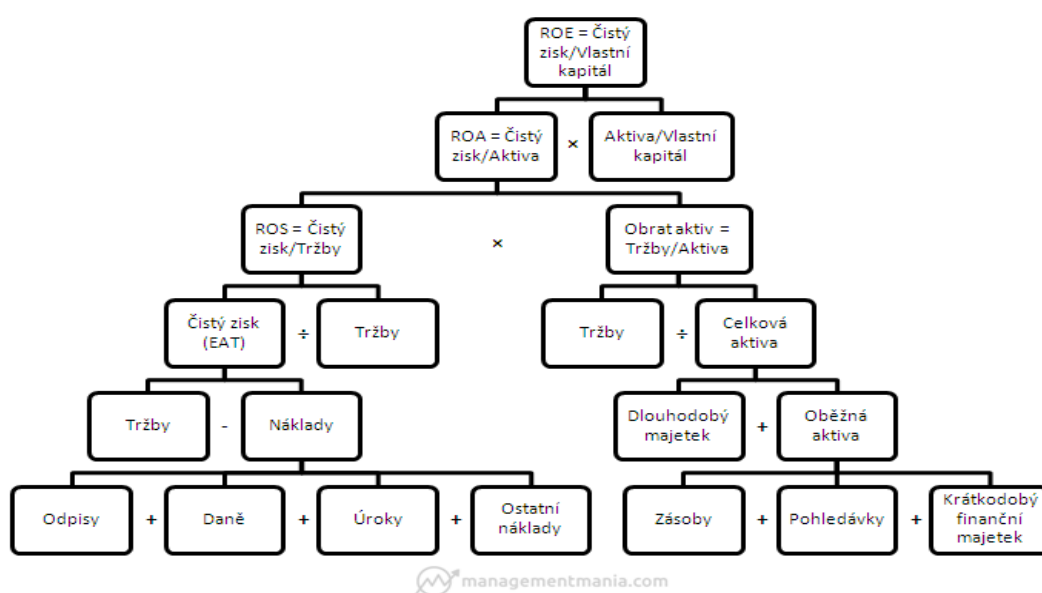 ROE = Čistý
zisk/Vlastní
kapitál
ROA = Čistý
zisk/Aktiva
×
Aktiva/Vlastní
kapitál
ROS = Čistý
zisk/Tržby
×
Obrat aktiv =
Tržby/Aktiva
Čistý zisk
(EAT)
÷
Tržby
Tržby
÷
Celková
aktiva
Tržby
-
Náklady
Dlouhodobý
majetek
+
Oběžná
aktiva
Odpisy
+
Daně
+
Úroky
+
Ostatní
náklady
Zásoby
+
Pohledávky
+
Krátkodobý
finanční
majetek
managementmania.com